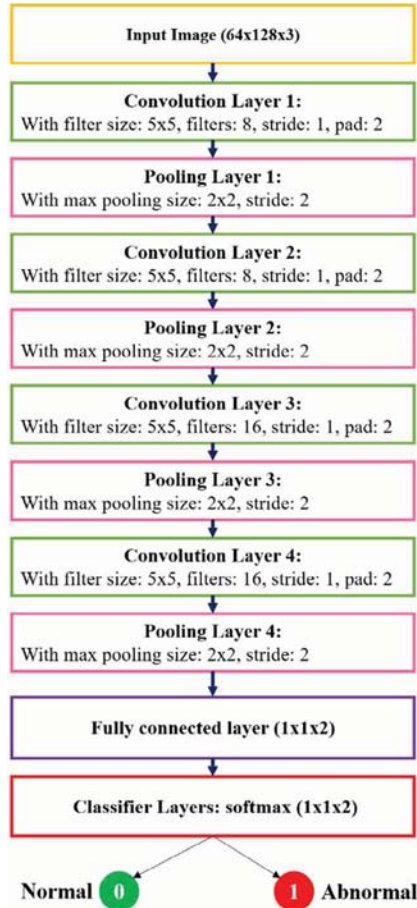 Input Image (64x128x3)
Convolution Layer 1:
With filter size: 5x5, filters: 8, stride: 1, pad: 2
Pooling Layer 1:
With max pooling size: 2x2, stride: 2
Convolution Layer 2:
With filter size: 5x5, filters: 8, stride: 1, pad: 2
Pooling Layer 2:
With max pooling size: 2x2, stride: 2
Convolution Layer 3:
With filter size: 5x5, filters: 16, stride: 1, pad: 2
Pooling Layer 3:
With max pooling size: 2x2, stride: 2
Convolution Layer 4:
With filter size: 5x5, filters: 16, stride: 1, pad: 2
Pooling Layer 4:
With max pooling size: 2x2, stride: 2
Fully connected layer (1x1x2)
Classifier Layers: softmax (1x1x2)
Normal 0 1 Abnormal